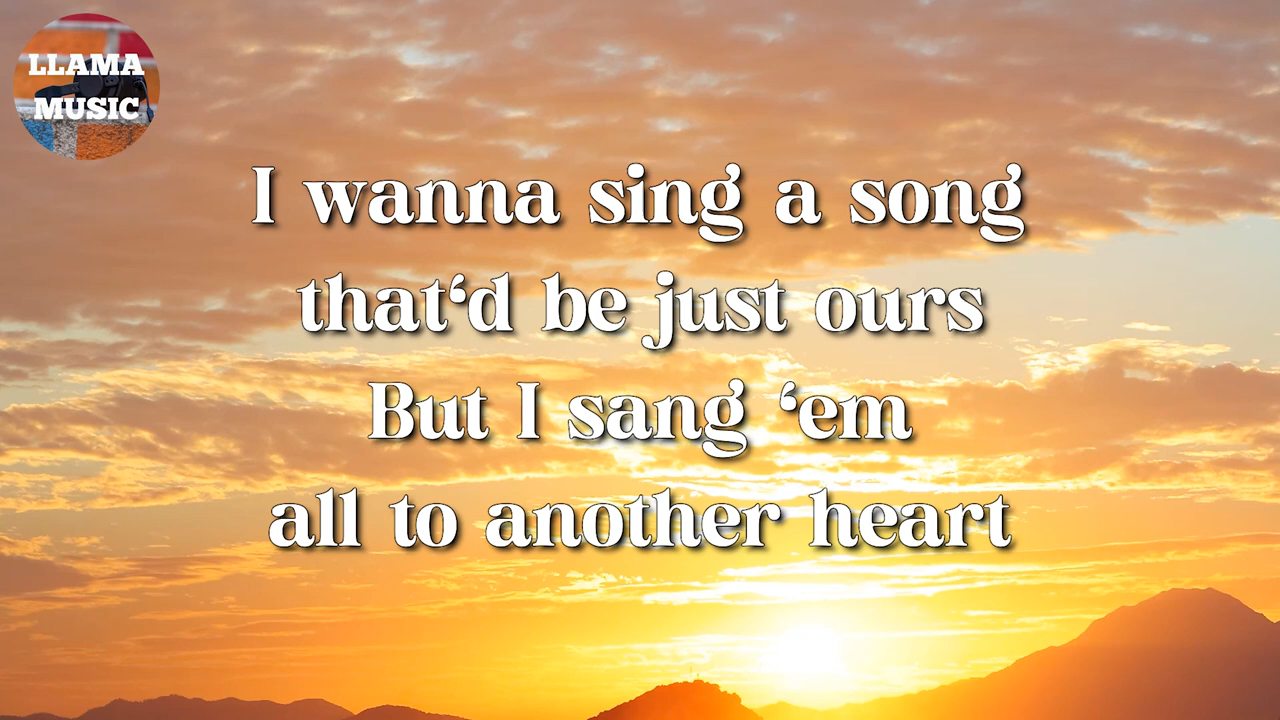 LLAMA
MUSIC
I wanna sing a song
that‘d be just ours
But I sang ‘em
all to another heart